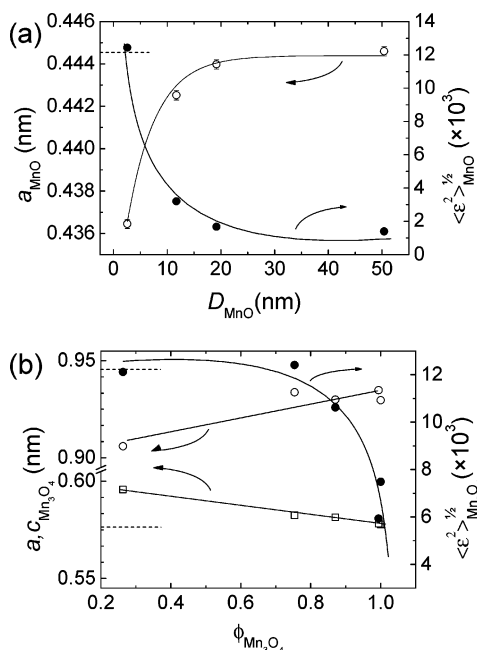 (a)
0.446
0.444
0.442
0.440
0.438
0.436
a_MnO (nm)
14
12
10
8
6
4
2
0
<ε²>^½_MnO (×10³)
0 10 20 30 40 50
D_MnO(nm)
(b)
0.95
0.90
0.60
0.55
a, c_Mn₃O₄ (nm)
12
10
8
6
4
<ε²>^½_Mn₃O₄ (×10³)
0.2 0.4 0.6 0.8 1.0
ϕ_Mn₃O₄